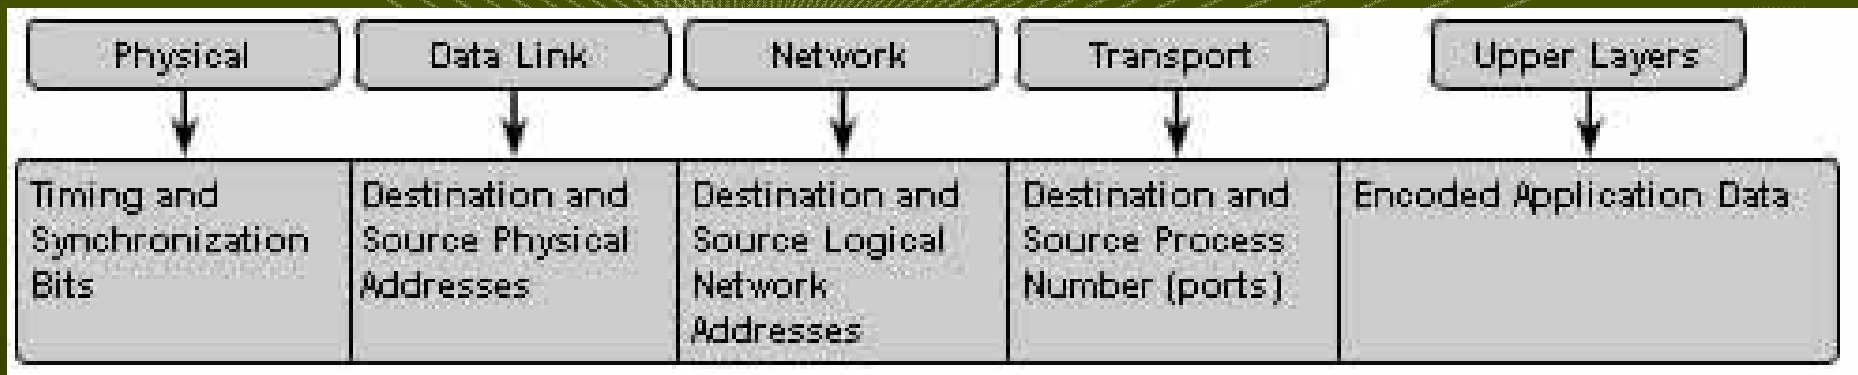 Physical
Data Link
Network
Transport
Upper Layers
Timing and
Synchronization
Bits
Destination and
Source Physical
Addresses
Destination and
Source Logical
Network
Addresses
Destination and
Source Process
Number (ports)
Encoded Application Data